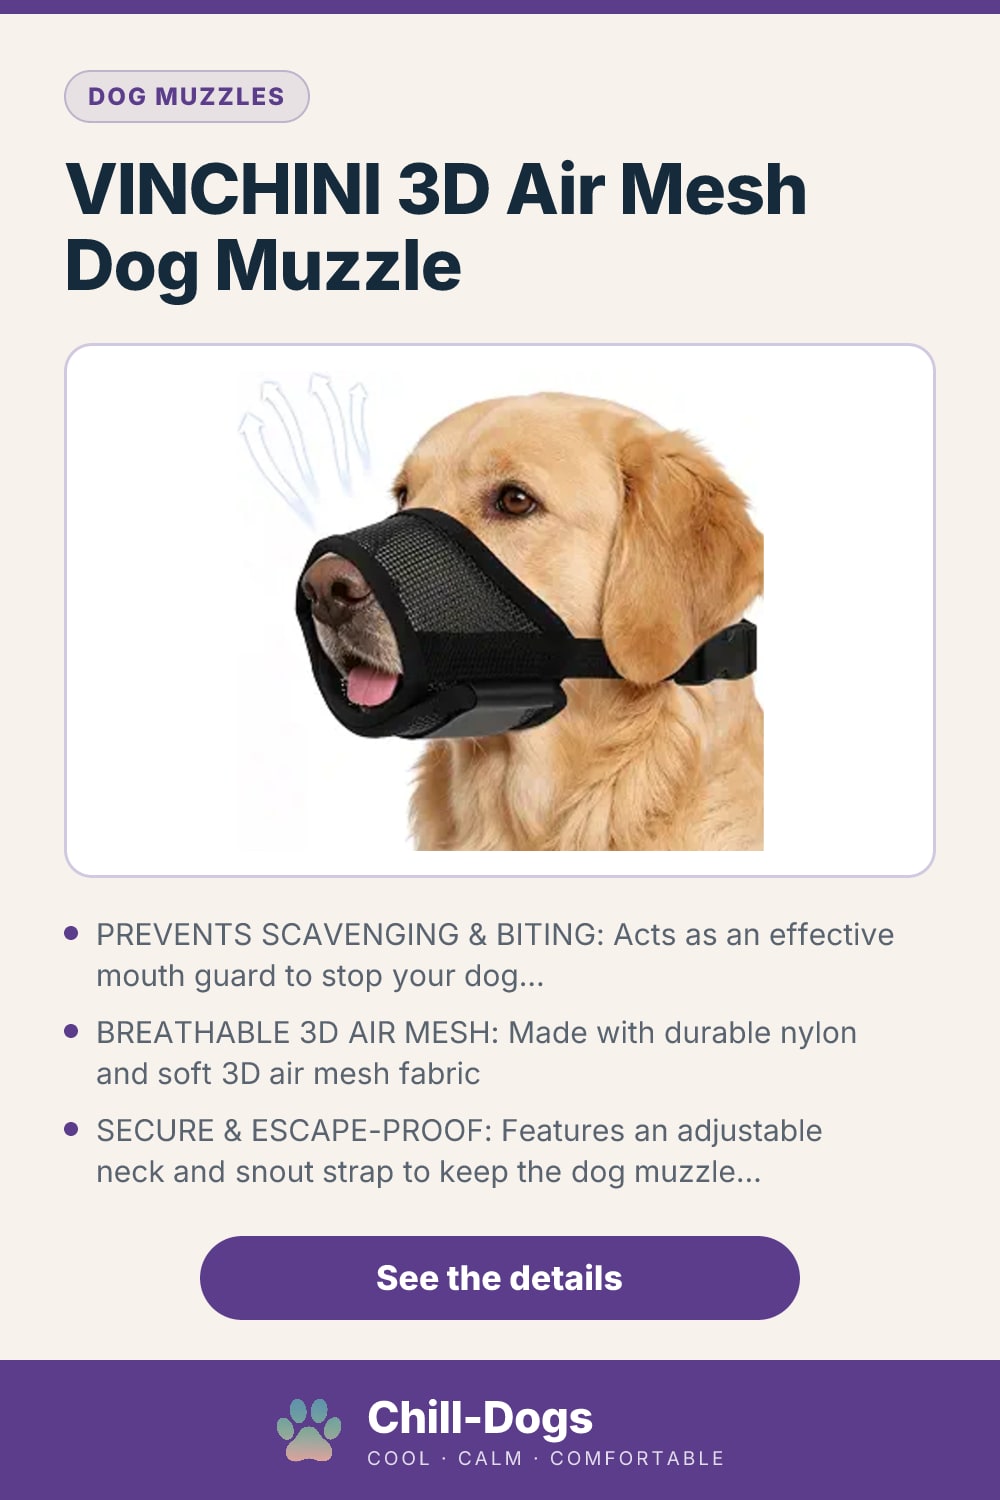 DOG MUZZLES
VINCHINI 3D Air Mesh
Dog Muzzle
PREVENTS SCAVENGING & BITING: Acts as an effective
mouth guard to stop your dog...
BREATHABLE 3D AIR MESH: Made with durable nylon
and soft 3D air mesh fabric
SECURE & ESCAPE-PROOF: Features an adjustable
neck and snout strap to keep the dog muzzle...
See the details
Chill-Dogs
COOL · CALM · COMFORTABLE